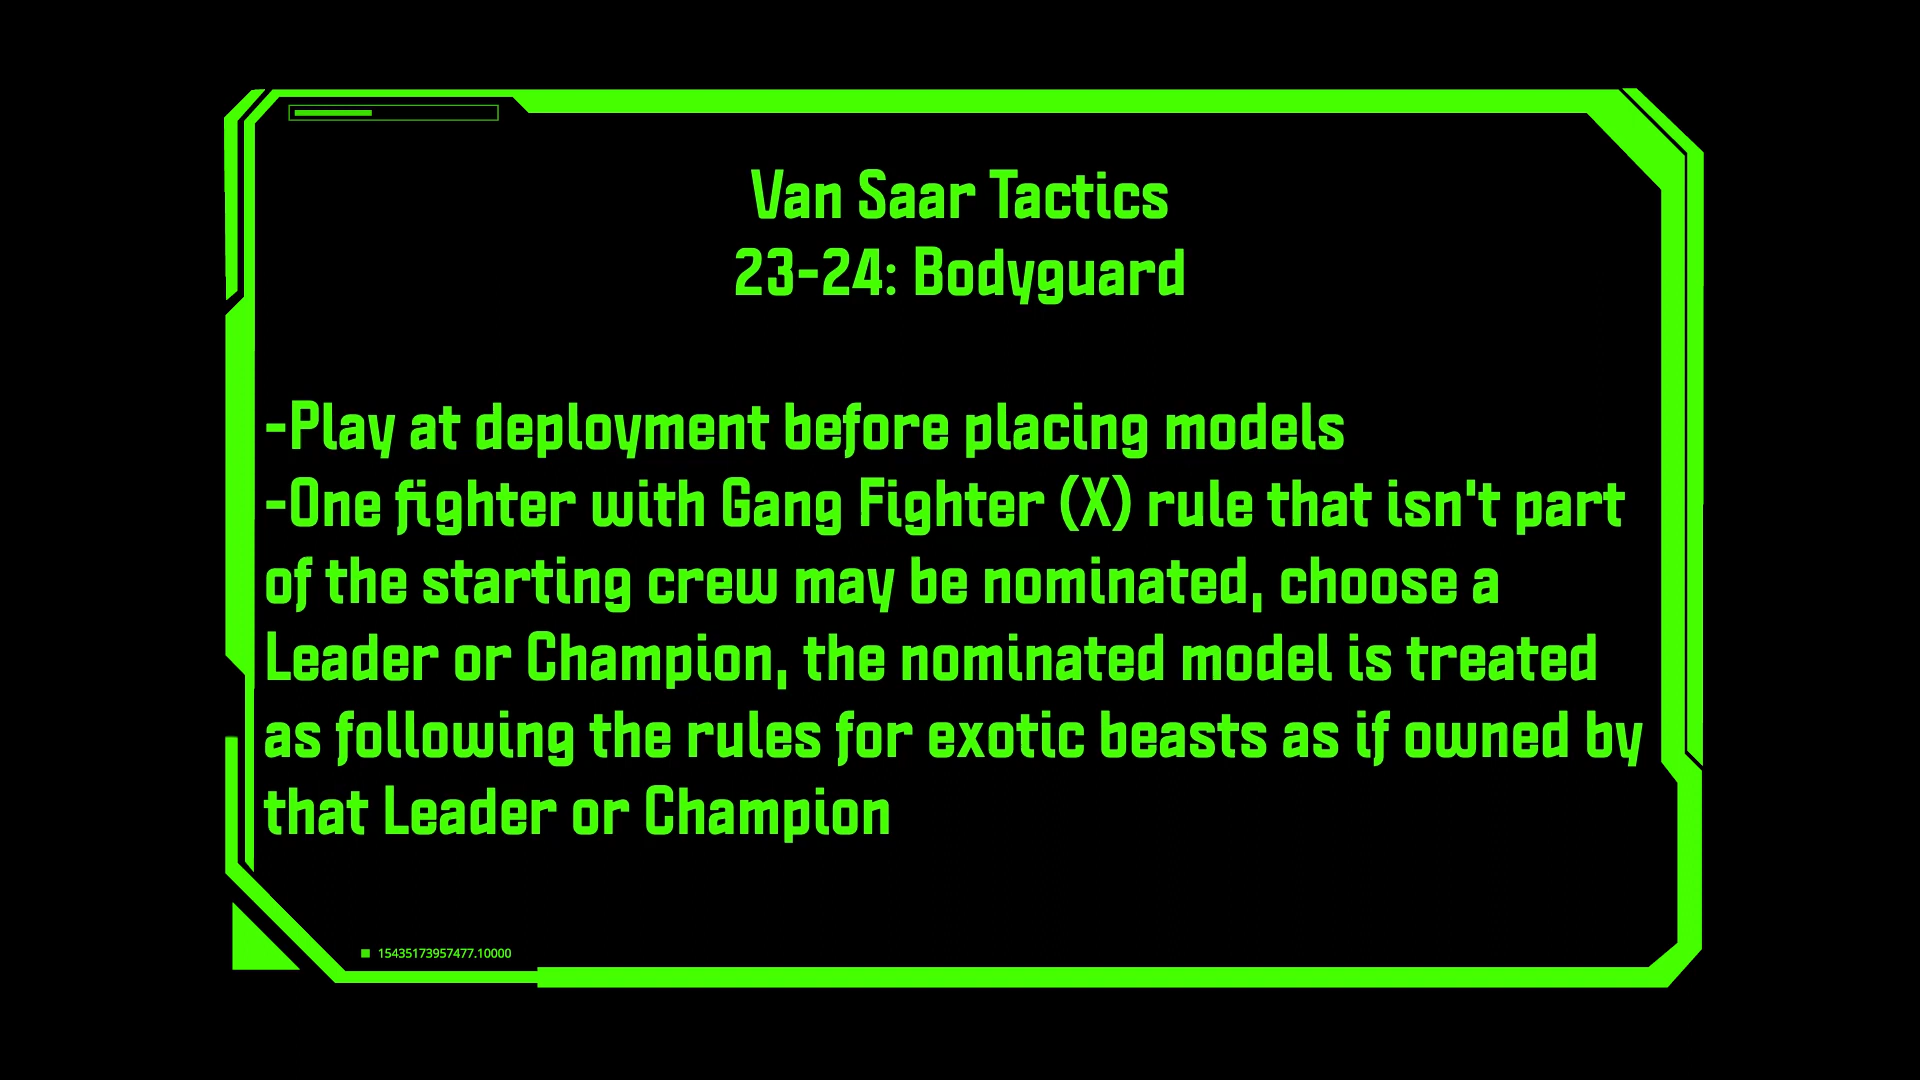 Van Saar Tactics
23-24: Bodyguard
-Play at deployment before placing models
-One fighter with Gang Fighter (X) rule that isn't part
of the starting crew may be nominated, choose a
Leader or Champion, the nominated model is treated
as following the rules for exotic beasts as if owned by
that Leader or Champion
15435173957477.10000